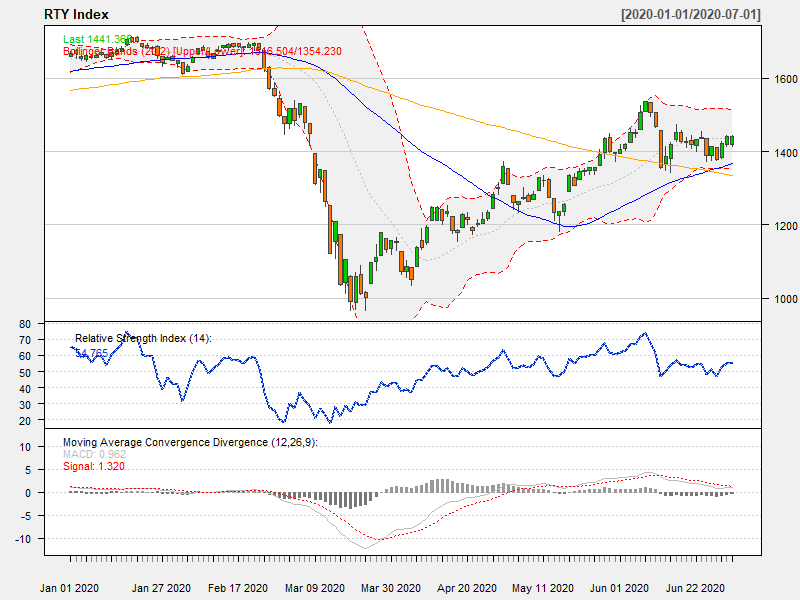 RTY Index [2020-01-01/2020-07-01]
Last 1441.365
Bollinger Bands (20,2) [Upper/Lower]: 1516.504/1354.230
1600
1400
1200
1000
Relative Strength Index (14):
54.765
80
70
60
50
40
30
20
Moving Average Convergence Divergence (12,26,9):
MACD: 0.962
Signal: 1.320
10
5
0
-5
-10
Jan 01 2020 Jan 27 2020 Feb 17 2020 Mar 09 2020 Mar 30 2020 Apr 20 2020 May 11 2020 Jun 01 2020 Jun 22 2020